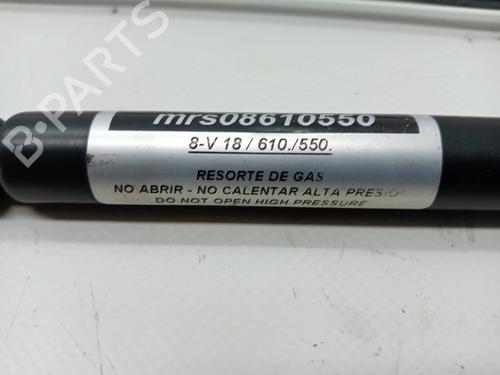 B-PARTS
mrs08610550
8-V 18 / 610./550.
RESORTE DE GAS
NO ABRIR - NO CALENTAR ALTA PRESION
DO NOT OPEN HIGH PRESSURE